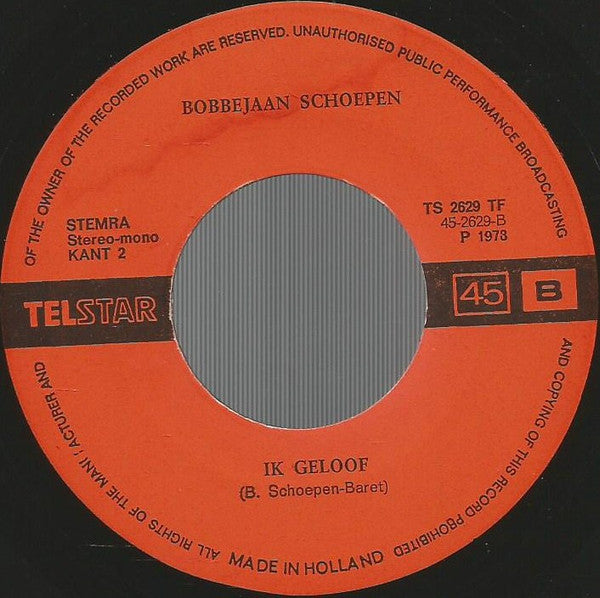 ALL RIGHTS OF THE MANUFACTURER AND OF THE OWNER OF THE RECORDED WORK ARE RESERVED. UNAUTHORISED PUBLIC PERFORMANCE BROADCASTING AND COPYING OF THIS RECORD PROHIBITED
BOBBEJAAN SCHOEPEN
STEMRA
Stereo-mono
KANT 2
TS 2629 TF
45-2629-B
P 1978
TELSTAR
45 B
IK GELOOF
(B. Schoepen-Baret)
MADE IN HOLLAND